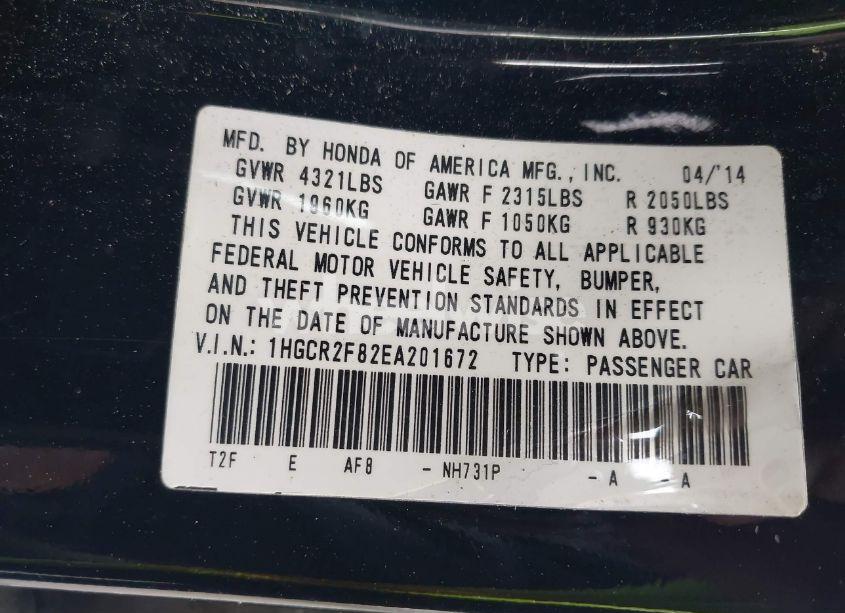 MFD. BY HONDA OF AMERICA MFG., INC. 04/'14
GVWR 4321LBS GAWR F 2315LBS R 2050LBS
GVWR 1960KG GAWR F 1050KG R 930KG
THIS VEHICLE CONFORMS TO ALL APPLICABLE
FEDERAL MOTOR VEHICLE SAFETY, BUMPER,
AND THEFT PREVENTION STANDARDS IN EFFECT
ON THE DATE OF MANUFACTURE SHOWN ABOVE.
V.I.N.: 1HGCR2F82EA201672 TYPE: PASSENGER CAR
T2F E AF8 - NH731P - A - A